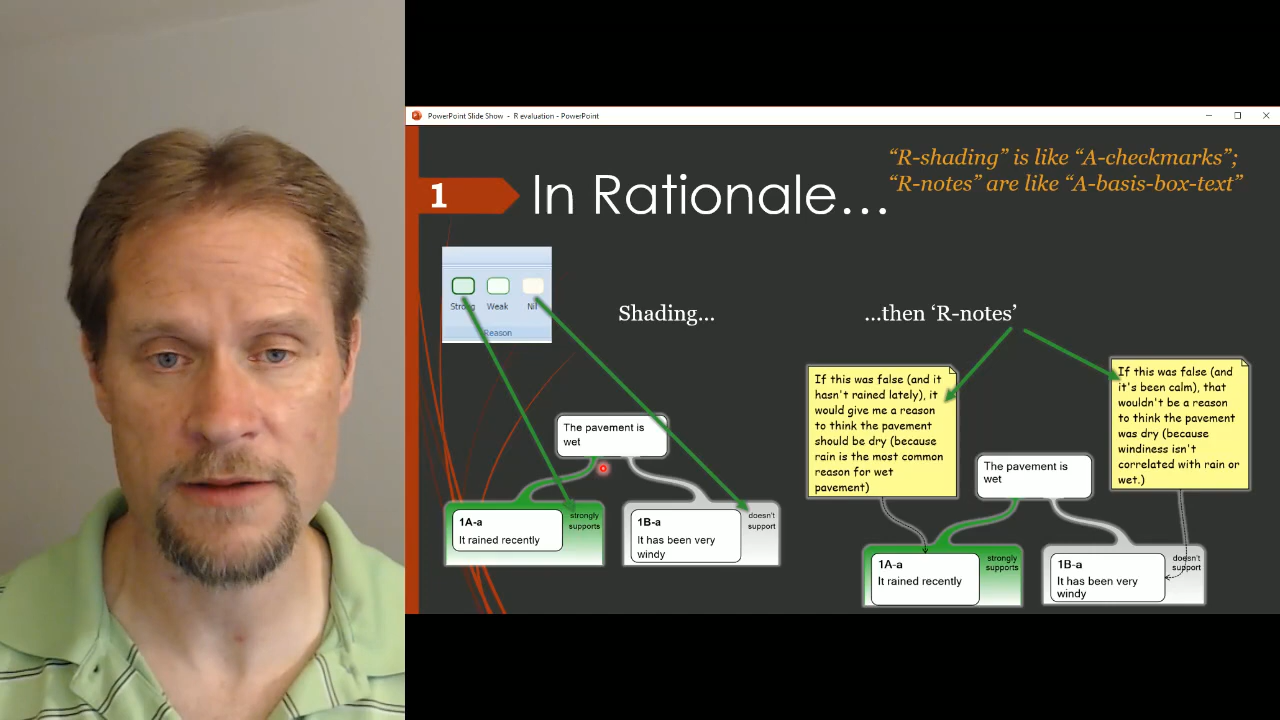 PowerPoint Slide Show - R evaluation - PowerPoint
"R-shading" is like "A-checkmarks";
"R-notes" are like "A-basis-box-text"
1
In Rationale…
Strong Weak Nil
Reason
Shading…
…then 'R-notes'
The pavement is
wet
1A-a
It rained recently
strongly
supports
1B-a
It has been very
windy
doesn't
support
If this was false (and it
hasn't rained lately), it
would give me a reason
to think the pavement
should be dry (because
rain is the most common
reason for wet
pavement)
If this was false (and
it's been calm), that
wouldn't be a reason
to think the pavement
was dry (because
windiness isn't
correlated with rain or
wet.)
The pavement is
wet
1A-a
It rained recently
strongly
supports
1B-a
It has been very
windy
doesn't
support